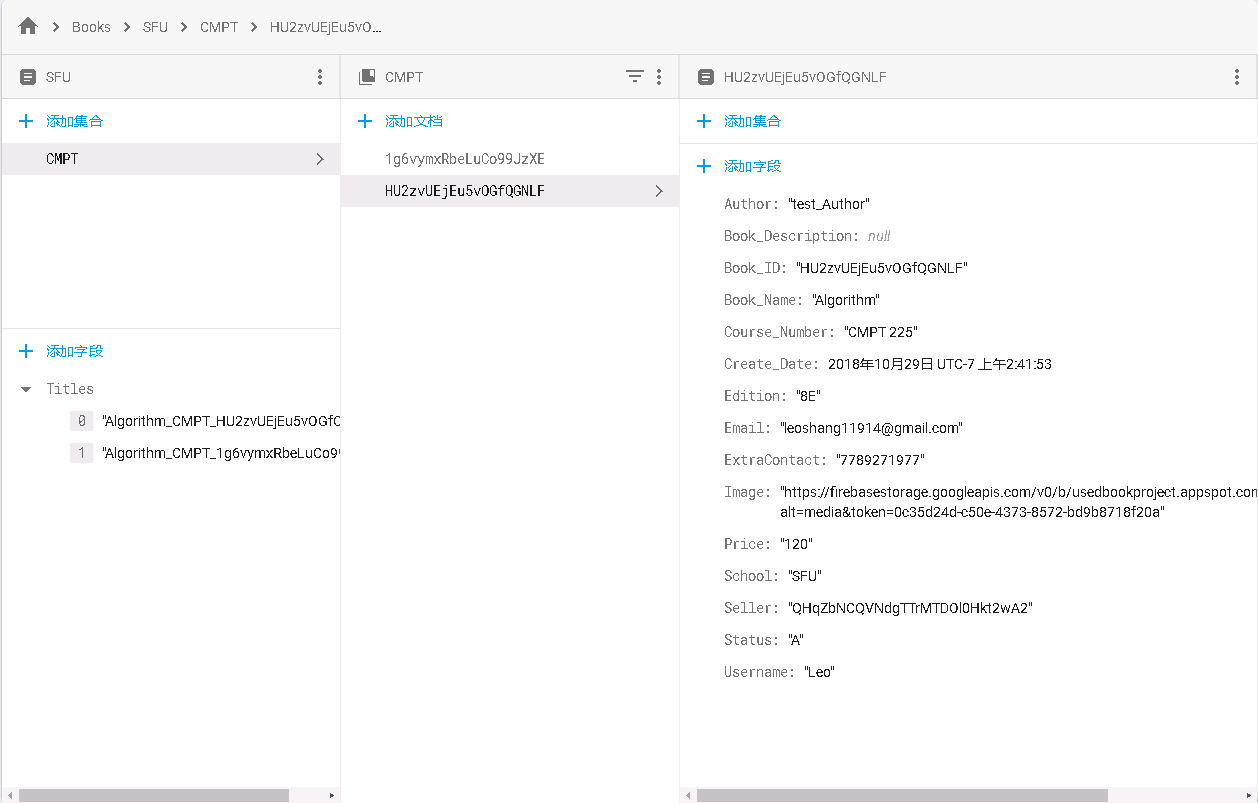 Books > SFU > CMPT > HU2zvUEjEu5vO...
SFU
添加集合
CMPT
添加字段
Titles
0 "Algorithm_CMPT_HU2zvUEjEu5vOGfQ
1 "Algorithm_CMPT_1g6vymxRbeLuCo99
CMPT
添加文档
1g6vymxRbeLuCo99JzXE
HU2zvUEjEu5vOGfQGNLF
HU2zvUEjEu5vOGfQGNLF
添加集合
添加字段
Author: "test_Author"
Book_Description: null
Book_ID: "HU2zvUEjEu5vOGfQGNLF"
Book_Name: "Algorithm"
Course_Number: "CMPT 225"
Create_Date: 2018年10月29日 UTC-7 上午2:41:53
Edition: "8E"
Email: "leoshang11914@gmail.com"
ExtraContact: "7789271977"
Image: "https://firebasestorage.googleapis.com/v0/b/usedbookproject.appspot.com
alt=media&token=0c35d24d-c50e-4373-8572-bd9b8718f20a"
Price: "120"
School: "SFU"
Seller: "QHqZbNCQVNdgTTrMTDOl0Hkt2wA2"
Status: "A"
Username: "Leo"